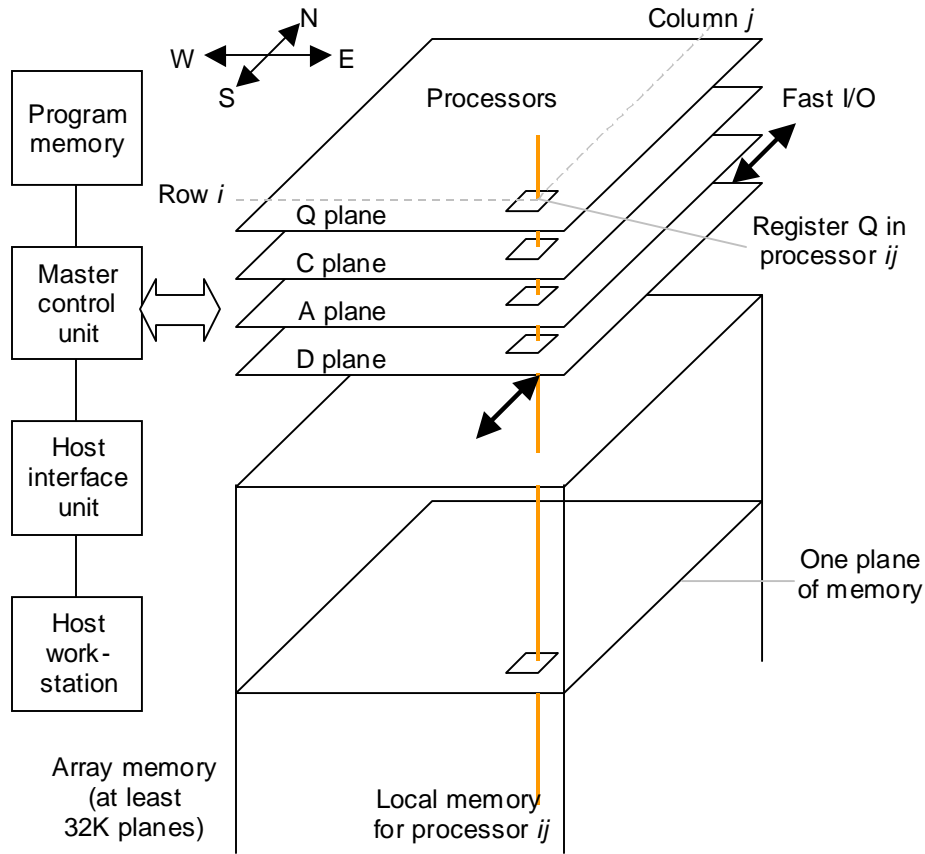 N
W
E
S
Column j
Program
memory
Processors
Fast I/O
Row i
Q plane
Register Q in
processor ij
C plane
Master
control
unit
A plane
D plane
Host
interface
unit
One plane
of memory
Host
work-
station
Array memory
(at least
32K planes)
Local memory
for processor ij